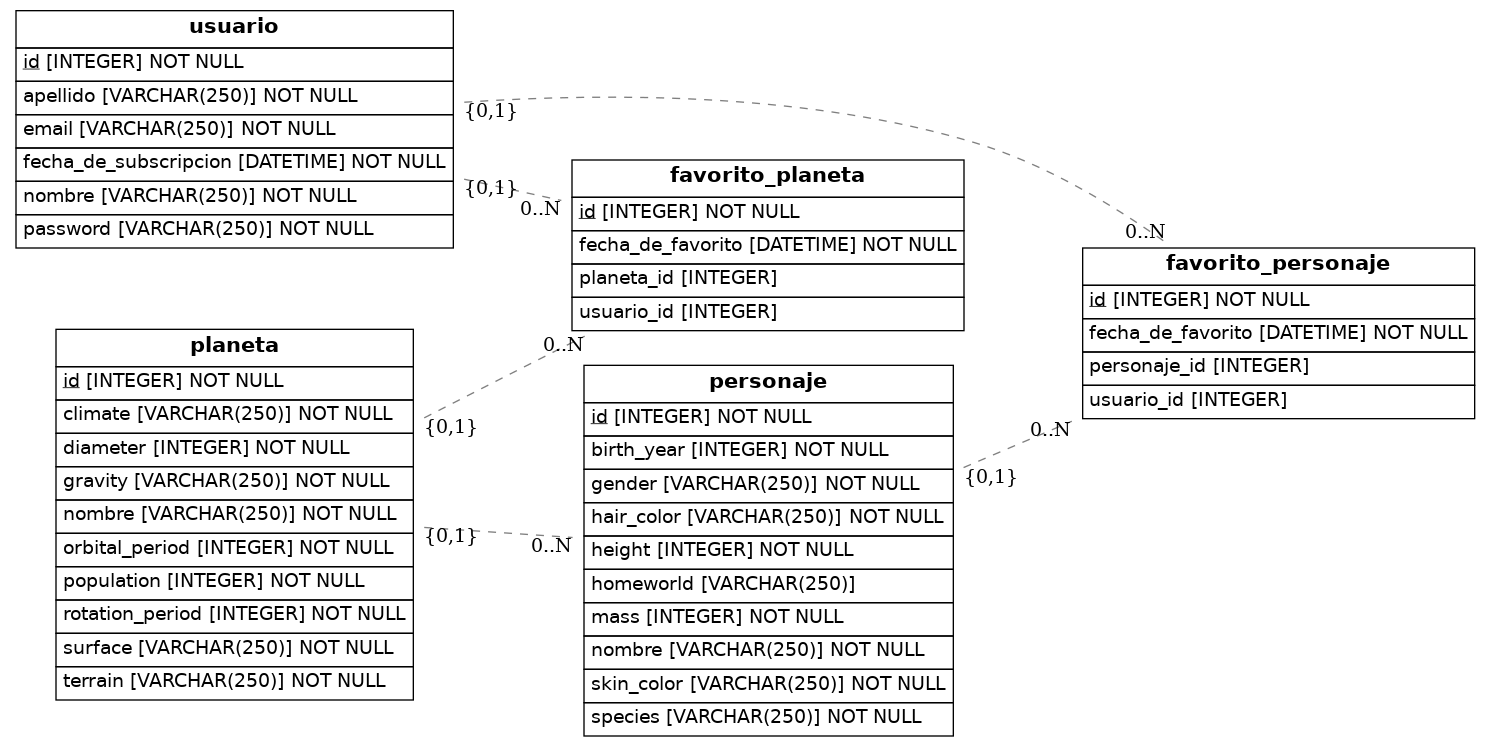 usuario
id [INTEGER] NOT NULL
apellido [VARCHAR(250)] NOT NULL
email [VARCHAR(250)] NOT NULL
fecha_de_subscripcion [DATETIME] NOT NULL
nombre [VARCHAR(250)] NOT NULL
password [VARCHAR(250)] NOT NULL
{0,1}
0..N
{0,1}
0..N
favorito_planeta
id [INTEGER] NOT NULL
fecha_de_favorito [DATETIME] NOT NULL
planeta_id [INTEGER]
usuario_id [INTEGER]
favorito_personaje
id [INTEGER] NOT NULL
fecha_de_favorito [DATETIME] NOT NULL
personaje_id [INTEGER]
usuario_id [INTEGER]
planeta
id [INTEGER] NOT NULL
climate [VARCHAR(250)] NOT NULL
diameter [INTEGER] NOT NULL
gravity [VARCHAR(250)] NOT NULL
nombre [VARCHAR(250)] NOT NULL
orbital_period [INTEGER] NOT NULL
population [INTEGER] NOT NULL
rotation_period [INTEGER] NOT NULL
surface [VARCHAR(250)] NOT NULL
terrain [VARCHAR(250)] NOT NULL
0..N
{0,1}
{0,1}
0..N
personaje
id [INTEGER] NOT NULL
birth_year [INTEGER] NOT NULL
gender [VARCHAR(250)] NOT NULL
hair_color [VARCHAR(250)] NOT NULL
height [INTEGER] NOT NULL
homeworld [VARCHAR(250)]
mass [INTEGER] NOT NULL
nombre [VARCHAR(250)] NOT NULL
skin_color [VARCHAR(250)] NOT NULL
species [VARCHAR(250)] NOT NULL
0..N
{0,1}